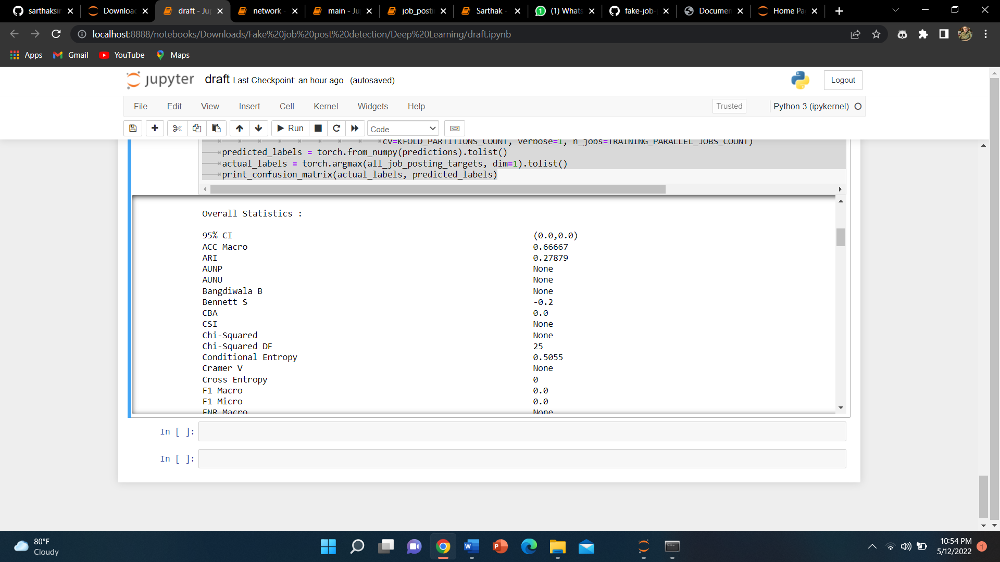 sarthaksin
Downloac
draft - Jup
network -
main - Ju
job_postin
Sarthak -
(1) Whats
fake-job-
Documen
Home Pa
localhost:8888/notebooks/Downloads/Fake%20job%20post%20detection/Deep%20Learning/draft.ipynb
Apps Gmail YouTube Maps
jupyter draft Last Checkpoint: an hour ago (autosaved) Logout
File Edit View Insert Cell Kernel Widgets Help Trusted Python 3 (ipykernel)
Run Code
cv=KFOLD_PARTITIONS_COUNT, verbose=1, n_jobs=TRAINING_PARALLEL_JOBS_COUNT)
predicted_labels = torch.from_numpy(predictions).tolist()
actual_labels = torch.argmax(all_job_posting_targets, dim=1).tolist()
print_confusion_matrix(actual_labels, predicted_labels)
Overall Statistics :
95% CI (0.0,0.0)
ACC Macro 0.66667
ARI 0.27879
AUNP None
AUNU None
Bangdiwala B None
Bennett S -0.2
CBA 0.0
CSI None
Chi-Squared None
Chi-Squared DF 25
Conditional Entropy 0.5055
Cramer V None
Cross Entropy 0
F1 Macro 0.0
F1 Micro 0.0
FNR Macro None
In [ ]:
In [ ]:
80°F
Cloudy
10:54 PM
5/12/2022
1